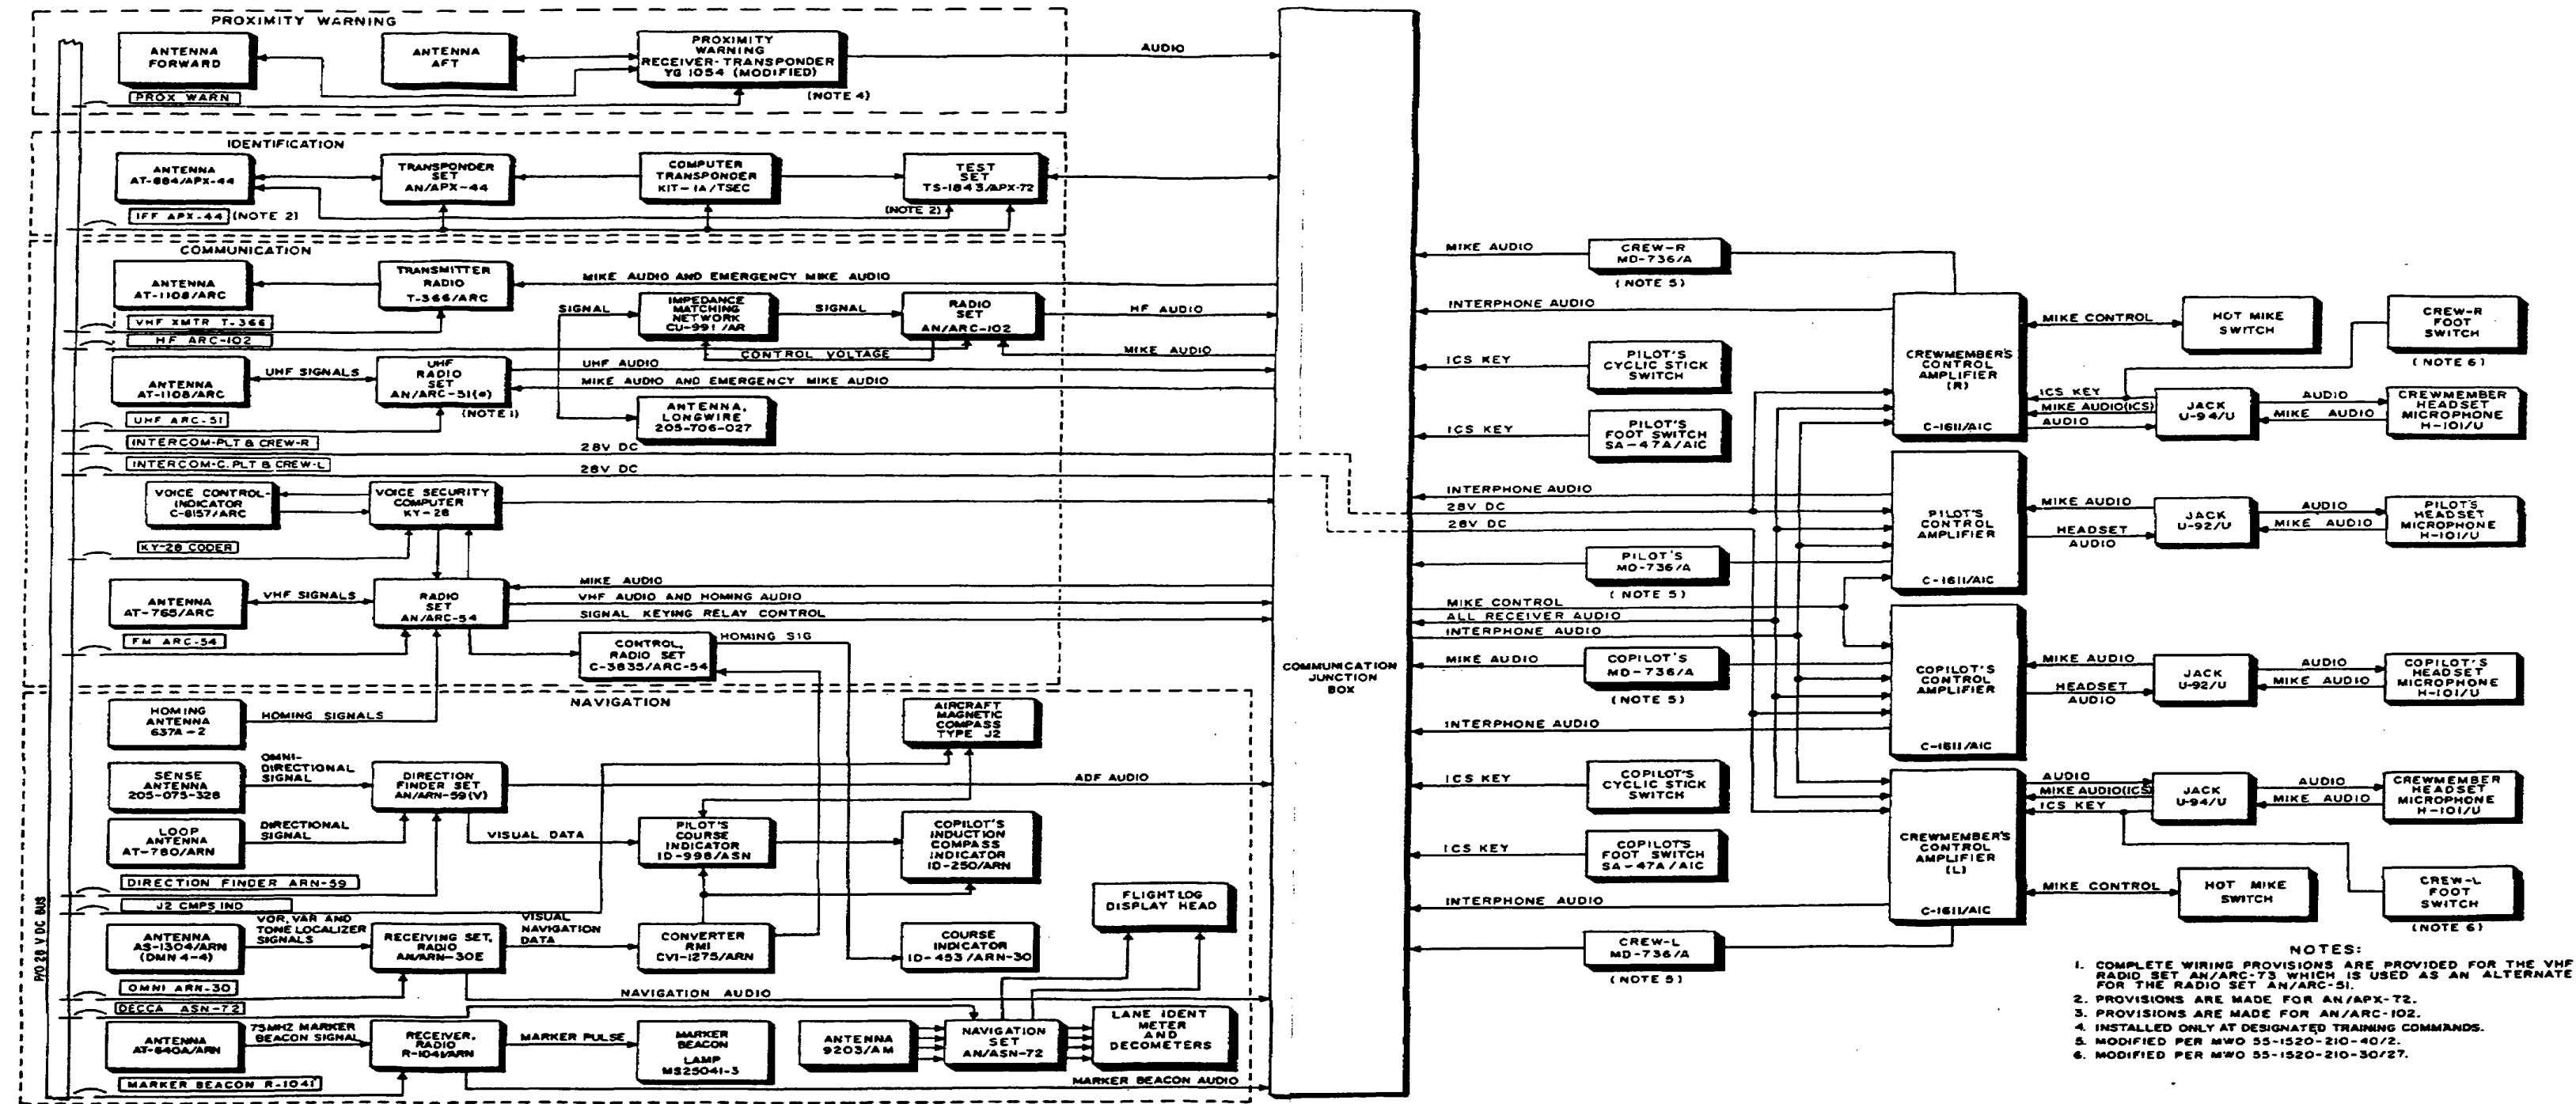 PROXIMITY WARNING
ANTENNA
FORWARD
ANTENNA
AFT
PROXIMITY
WARNING
RECEIVER-TRANSPONDER
YG 1054 (MODIFIED)
(NOTE 4)
AUDIO
PROX WARN
IDENTIFICATION
ANTENNA
AT-884/APX-44
TRANSPONDER
SET
AN/APX-44
COMPUTER
TRANSPONDER
KIT-1A/TSEC
TEST
SET
TS-1843/APX-72
IFF APX-44 (NOTE 2)
(NOTE 2)
COMMUNICATION
ANTENNA
AT-1108/ARC
TRANSMITTER
RADIO
T-366/ARC
MIKE AUDIO AND EMERGENCY MIKE AUDIO
SIGNAL
IMPEDANCE
MATCHING
NETWORK
CU-991/AR
SIGNAL
RADIO
SET
AN/ARC-102
HF AUDIO
VHF XMTR T-366
HF ARC-102
CONTROL VOLTAGE
MIKE AUDIO
ANTENNA
AT-1108/ARC
UHF SIGNALS
UHF
RADIO
SET
AN/ARC-51(*)
(NOTE 1)
UHF AUDIO
MIKE AUDIO AND EMERGENCY MIKE AUDIO
ANTENNA,
LONGWIRE
205-706-027
UHF ARC-51
INTERCOM-PLT & CREW-R
28V DC
INTERCOM-C.PLT & CREW-L
28V DC
VOICE CONTROL-
INDICATOR
C-8157/ARC
VOICE SECURITY
COMPUTER
KY-28
KY-28 CODER
ANTENNA
AT-765/ARC
VHF SIGNALS
RADIO
SET
AN/ARC-54
MIKE AUDIO
VHF AUDIO AND HOMING AUDIO
SIGNAL KEYING RELAY CONTROL
FM ARC-54
CONTROL,
RADIO SET
C-3835/ARC-54
HOMING SIG
NAVIGATION
HOMING
ANTENNA
637A-2
HOMING SIGNALS
AIRCRAFT
MAGNETIC
COMPASS
TYPE J2
SENSE
ANTENNA
205-075-328
OMNI-
DIRECTIONAL
SIGNAL
DIRECTION
FINDER SET
AN/ARN-59(V)
ADF AUDIO
LOOP
ANTENNA
AT-780/ARN
DIRECTIONAL
SIGNAL
VISUAL DATA
PILOT'S
COURSE
INDICATOR
ID-998/ASN
COPILOT'S
INDUCTION
COMPASS
INDICATOR
ID-250/ARN
DIRECTION FINDER ARN-59
J2 CMPS IND
FLIGHT LOG
DISPLAY HEAD
ANTENNA
AS-1304/ARN
(DMN 4-4)
VOR, VAR AND
TONE LOCALIZER
SIGNALS
RECEIVING SET,
RADIO
AN/ARN-30E
VISUAL
NAVIGATION
DATA
CONVERTER
RMI
CVI-1275/ARN
COURSE
INDICATOR
ID-453/ARN-30
OMNI ARN-30
NAVIGATION AUDIO
DECCA ASN-72
ANTENNA
AT-640A/ARN
75MHZ MARKER
BEACON SIGNAL
RECEIVER,
RADIO
R-1041/ARN
MARKER PULSE
MARKER
BEACON
LAMP
MS25041-3
ANTENNA
9203/AM
NAVIGATION
SET
AN/ASN-72
LANE IDENT
METER
AND
DECOMETERS
MARKER BEACON R-1041
MARKER BEACON AUDIO
P/O 28 V DC BUS
COMMUNICATION
JUNCTION
BOX
MIKE AUDIO
CREW-R
MD-736/A
(NOTE 5)
INTERPHONE AUDIO
ICS KEY
PILOT'S
CYCLIC STICK
SWITCH
ICS KEY
PILOT'S
FOOT SWITCH
SA-47A/AIC
INTERPHONE AUDIO
28V DC
28V DC
PILOT'S
MD-736/A
(NOTE 5)
MIKE CONTROL
ALL RECEIVER AUDIO
INTERPHONE AUDIO
MIKE AUDIO
COPILOT'S
MD-736/A
(NOTE 5)
INTERPHONE AUDIO
ICS KEY
COPILOT'S
CYCLIC STICK
SWITCH
ICS KEY
COPILOT'S
FOOT SWITCH
SA-47A/AIC
INTERPHONE AUDIO
CREW-L
MD-736/A
(NOTE 5)
CREWMEMBER'S
CONTROL
AMPLIFIER
(R)
C-1611/AIC
MIKE CONTROL
HOT MIKE
SWITCH
CREW-R
FOOT
SWITCH
(NOTE 6)
ICS KEY
MIKE AUDIO(ICS)
AUDIO
JACK
U-94/U
AUDIO
MIKE AUDIO
CREWMEMBER
HEADSET
MICROPHONE
H-101/U
PILOT'S
CONTROL
AMPLIFIER
C-1611/AIC
MIKE AUDIO
HEADSET
AUDIO
JACK
U-92/U
AUDIO
MIKE AUDIO
PILOT'S
HEADSET
MICROPHONE
H-101/U
COPILOT'S
CONTROL
AMPLIFIER
C-1611/AIC
MIKE AUDIO
HEADSET
AUDIO
JACK
U-92/U
AUDIO
MIKE AUDIO
COPILOT'S
HEADSET
MICROPHONE
H-101/U
CREWMEMBER'S
CONTROL
AMPLIFIER
(L)
C-1611/AIC
AUDIO
MIKE AUDIO(ICS)
ICS KEY
JACK
U-94/U
AUDIO
MIKE AUDIO
CREWMEMBER
HEADSET
MICROPHONE
H-101/U
MIKE CONTROL
HOT MIKE
SWITCH
CREW-L
FOOT
SWITCH
(NOTE 6)
NOTES:
1. COMPLETE WIRING PROVISIONS ARE PROVIDED FOR THE VHF
RADIO SET AN/ARC-73 WHICH IS USED AS AN ALTERNATE
FOR THE RADIO SET AN/ARC-51.
2. PROVISIONS ARE MADE FOR AN/APX-72.
3. PROVISIONS ARE MADE FOR AN/ARC-102.
4. INSTALLED ONLY AT DESIGNATED TRAINING COMMANDS.
5. MODIFIED PER MWO 55-1520-210-40/2.
6. MODIFIED PER MWO 55-1520-210-30/27.